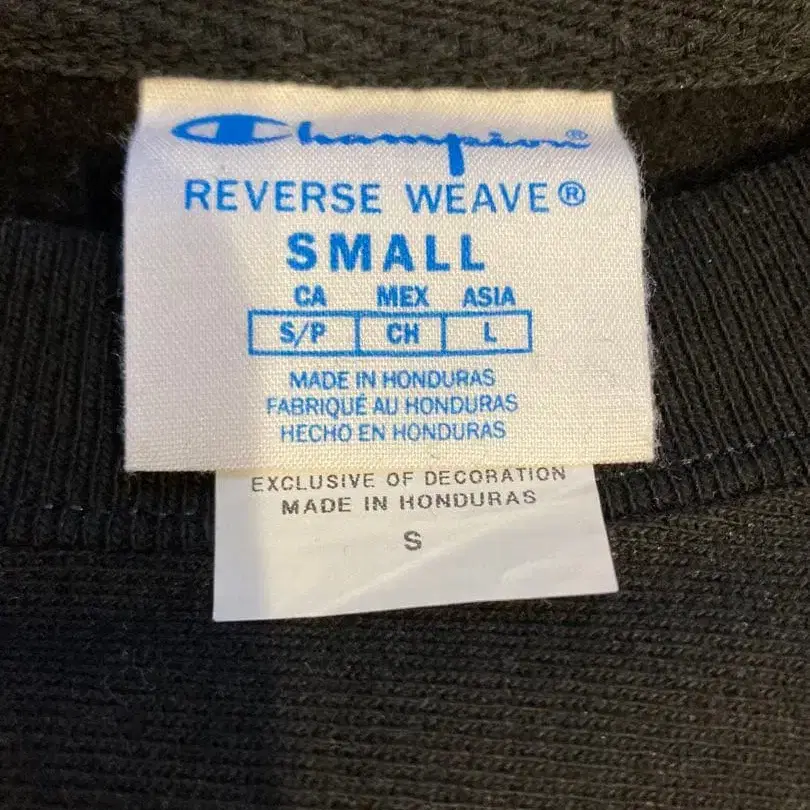 Champion®
REVERSE WEAVE®
SMALL
CA MEX ASIA
S/P CH L
MADE IN HONDURAS
FABRIQUÉ AU HONDURAS
HECHO EN HONDURAS
EXCLUSIVE OF DECORATION
MADE IN HONDURAS
S